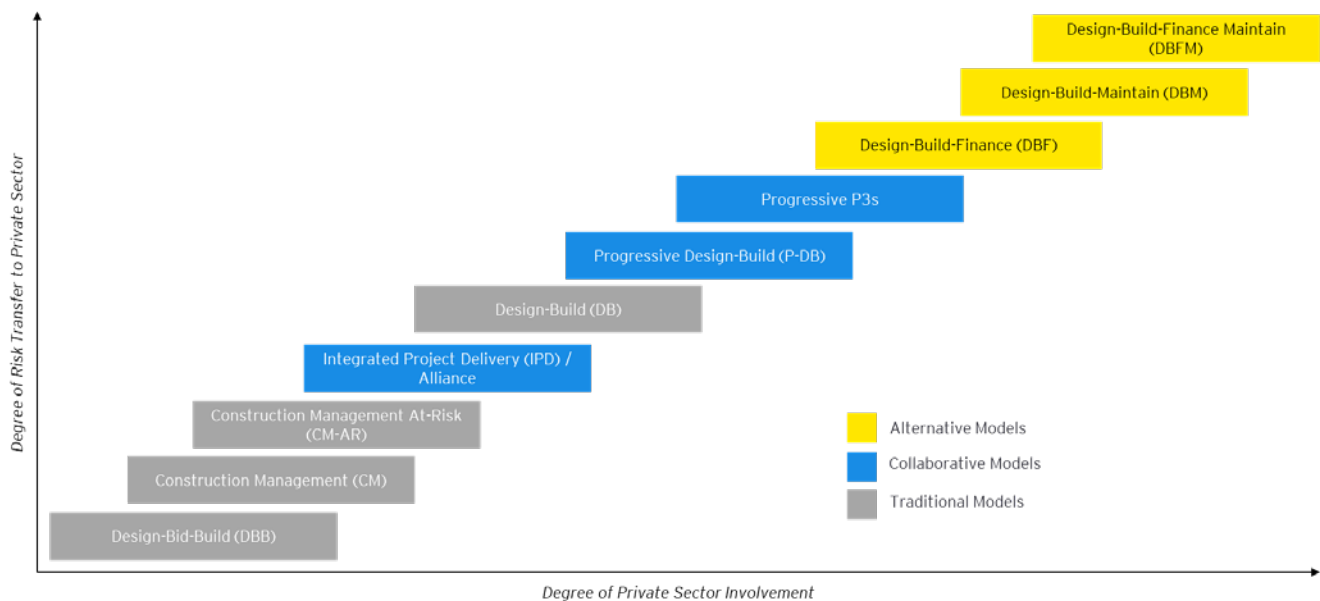 Design-Build-Finance Maintain
(DBFM)
Design-Build-Maintain (DBM)
Design-Build-Finance (DBF)
Progressive P3s
Progressive Design-Build (P-DB)
Design-Build (DB)
Integrated Project Delivery (IPD) /
Alliance
Construction Management At-Risk
(CM-AR)
Construction Management (CM)
Design-Bid-Build (DBB)
Alternative Models
Collaborative Models
Traditional Models
Degree of Risk Transfer to Private Sector
Degree of Private Sector Involvement